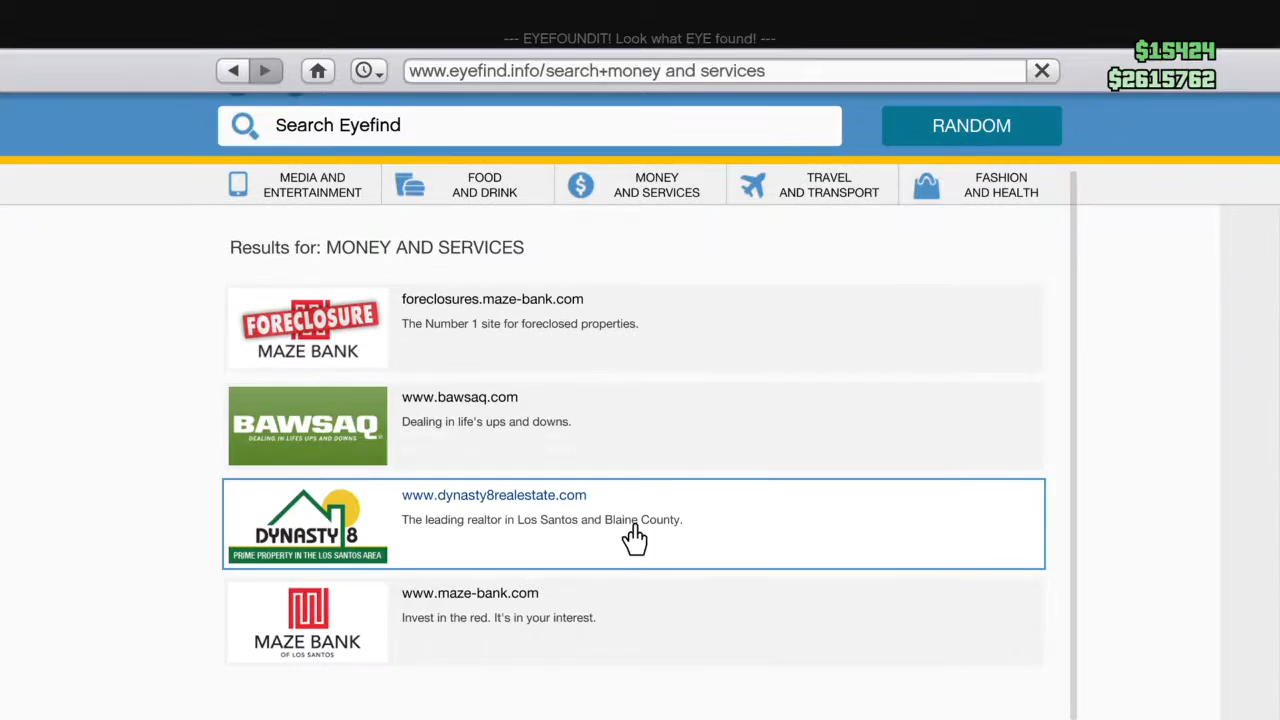 --- EYEFOUNDIT! Look what EYE found! ---
$15424
$2615762
www.eyefind.info/search+money and services
Search Eyefind
RANDOM
MEDIA AND
ENTERTAINMENT
FOOD
AND DRINK
MONEY
AND SERVICES
TRAVEL
AND TRANSPORT
FASHION
AND HEALTH
Results for: MONEY AND SERVICES
FORECLOSURE
MAZE BANK
foreclosures.maze-bank.com
The Number 1 site for foreclosed properties.
BAWSAQ
DEALING IN LIFES UPS AND DOWNS
www.bawsaq.com
Dealing in life's ups and downs.
DYNASTY 8
PRIME PROPERTY IN THE LOS SANTOS AREA
www.dynasty8realestate.com
The leading realtor in Los Santos and Blaine County.
MAZE BANK
OF LOS SANTOS
www.maze-bank.com
Invest in the red. It's in your interest.